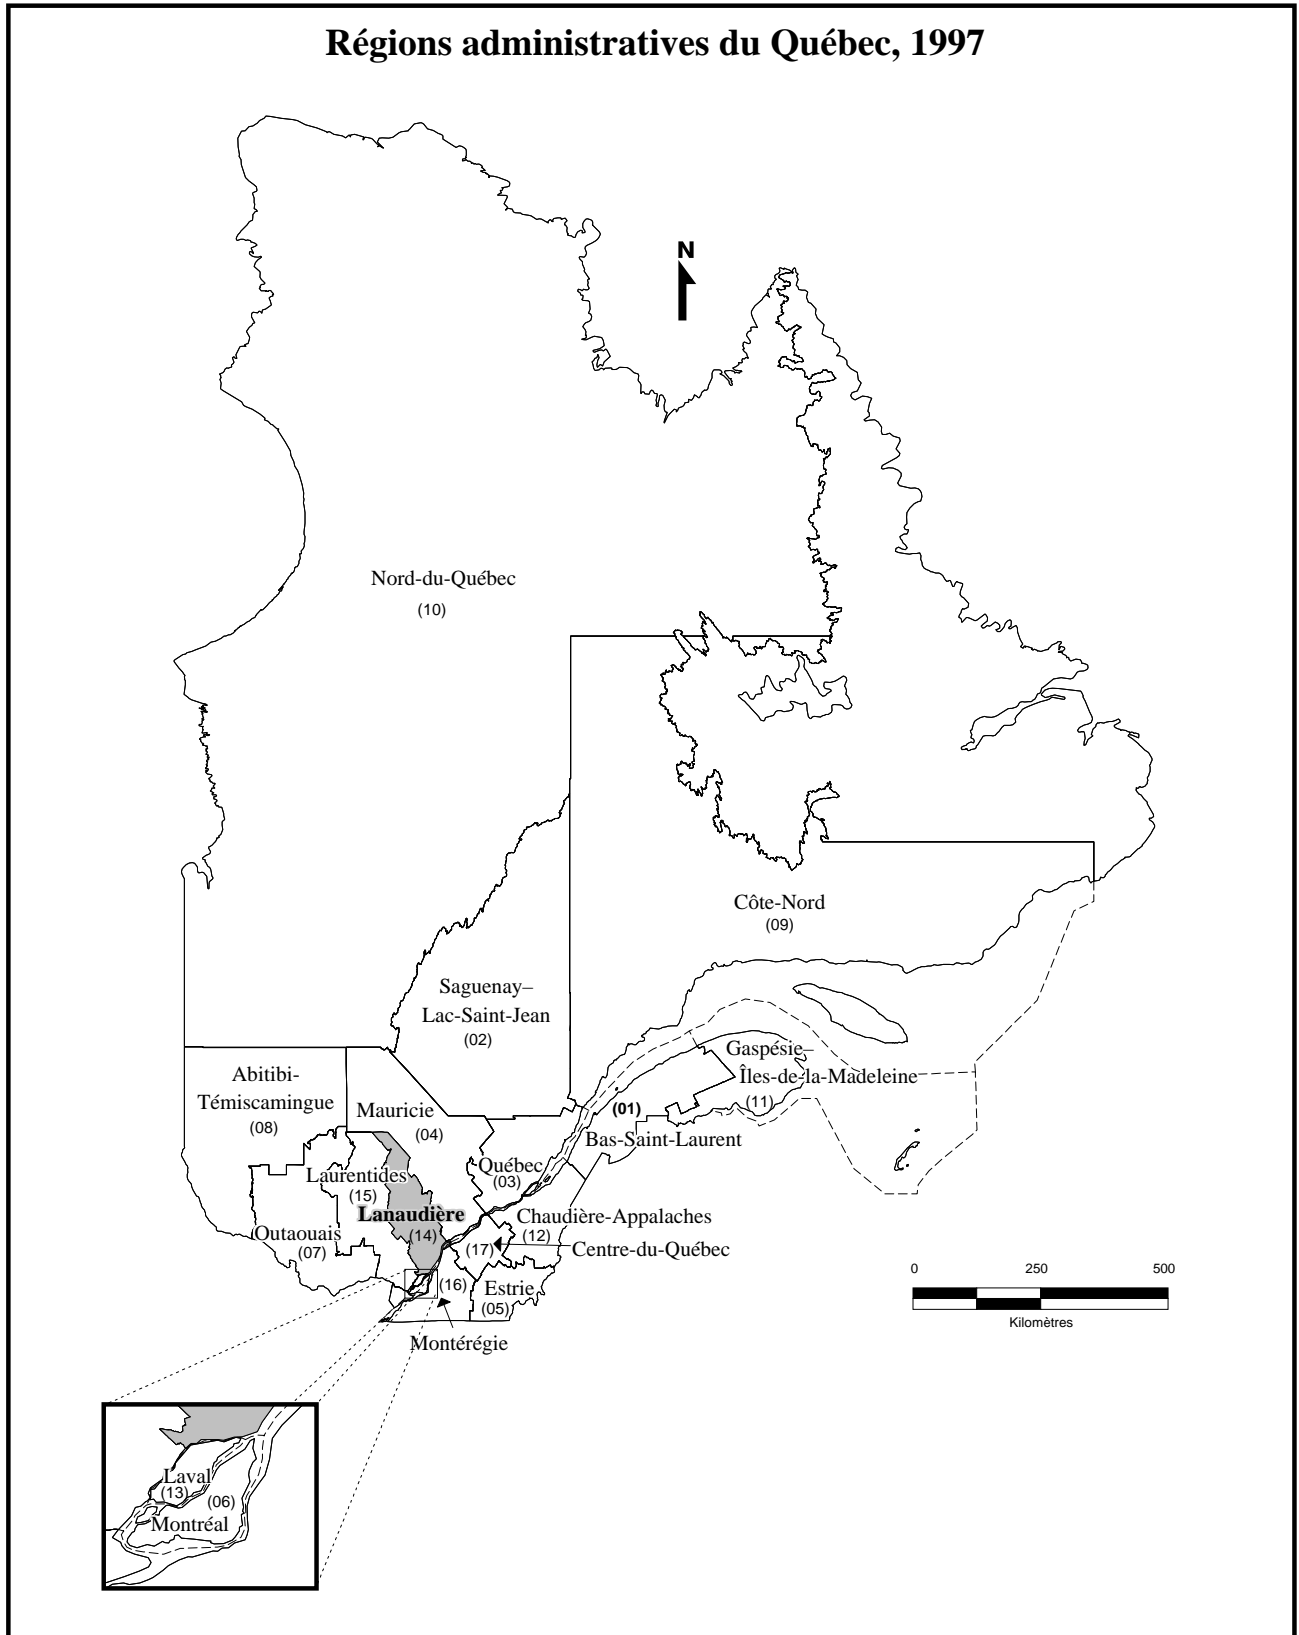 Régions administratives du Québec, 1997
N
Nord-du-Québec
(10)
Côte-Nord
(09)
Saguenay–
Lac-Saint-Jean
(02)
Gaspésie–
Îles-de-la-Madeleine
(11)
Abitibi-
Témiscamingue
(08)
Mauricie
(04)
(01)
Bas-Saint-Laurent
Québec
(03)
Laurentides
(15)
Lanaudière
(14)
Chaudière-Appalaches
(12)
Outaouais
(07)
(17)
Centre-du-Québec
(16)
Estrie
(05)
Montérégie
0 250 500
Kilomètres
Laval
(13)
(06)
Montréal